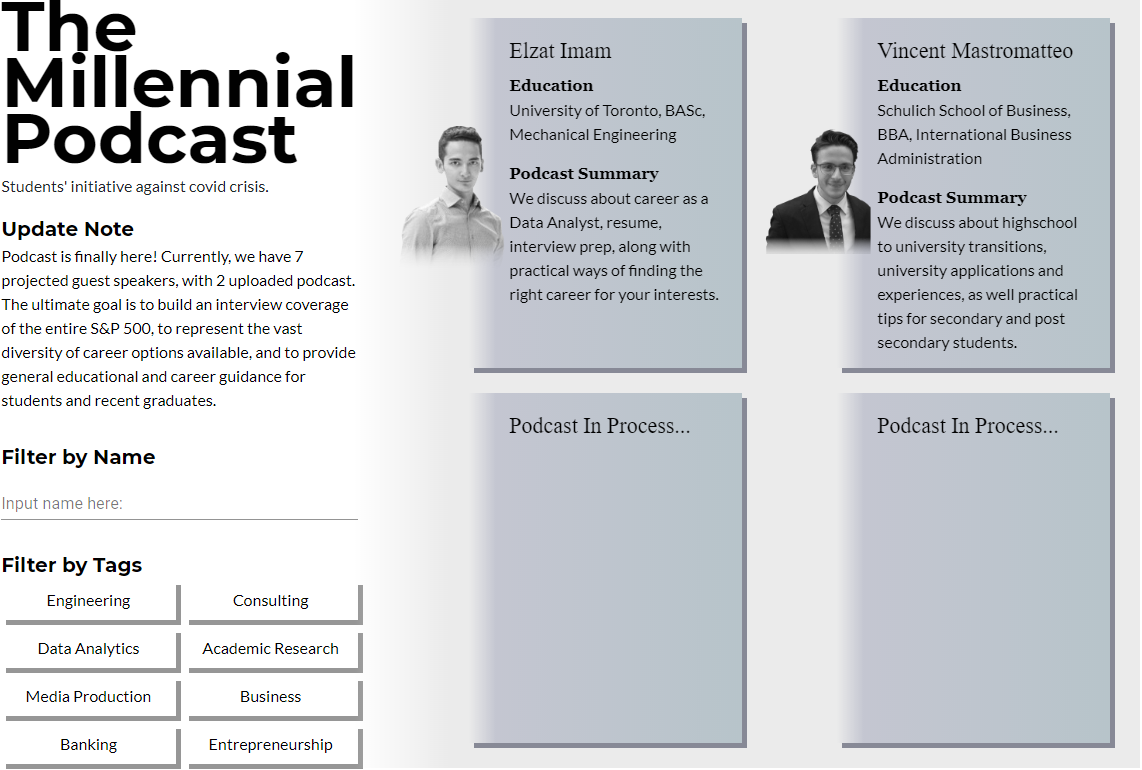 The
Millennial
Podcast
Students' initiative against covid crisis.
Update Note
Podcast is finally here! Currently, we have 7
projected guest speakers, with 2 uploaded podcast.
The ultimate goal is to build an interview coverage
of the entire S&P 500, to represent the vast
diversity of career options available, and to provide
general educational and career guidance for
students and recent graduates.
Filter by Name
Input name here:
Filter by Tags
Engineering
Consulting
Data Analytics
Academic Research
Media Production
Business
Banking
Entrepreneurship
Elzat Imam
Education
University of Toronto, BASc,
Mechanical Engineering
Podcast Summary
We discuss about career as a
Data Analyst, resume,
interview prep, along with
practical ways of finding the
right career for your interests.
Vincent Mastromatteo
Education
Schulich School of Business,
BBA, International Business
Administration
Podcast Summary
We discuss about highschool
to university transitions,
university applications and
experiences, as well practical
tips for secondary and post
secondary students.
Podcast In Process...
Podcast In Process...